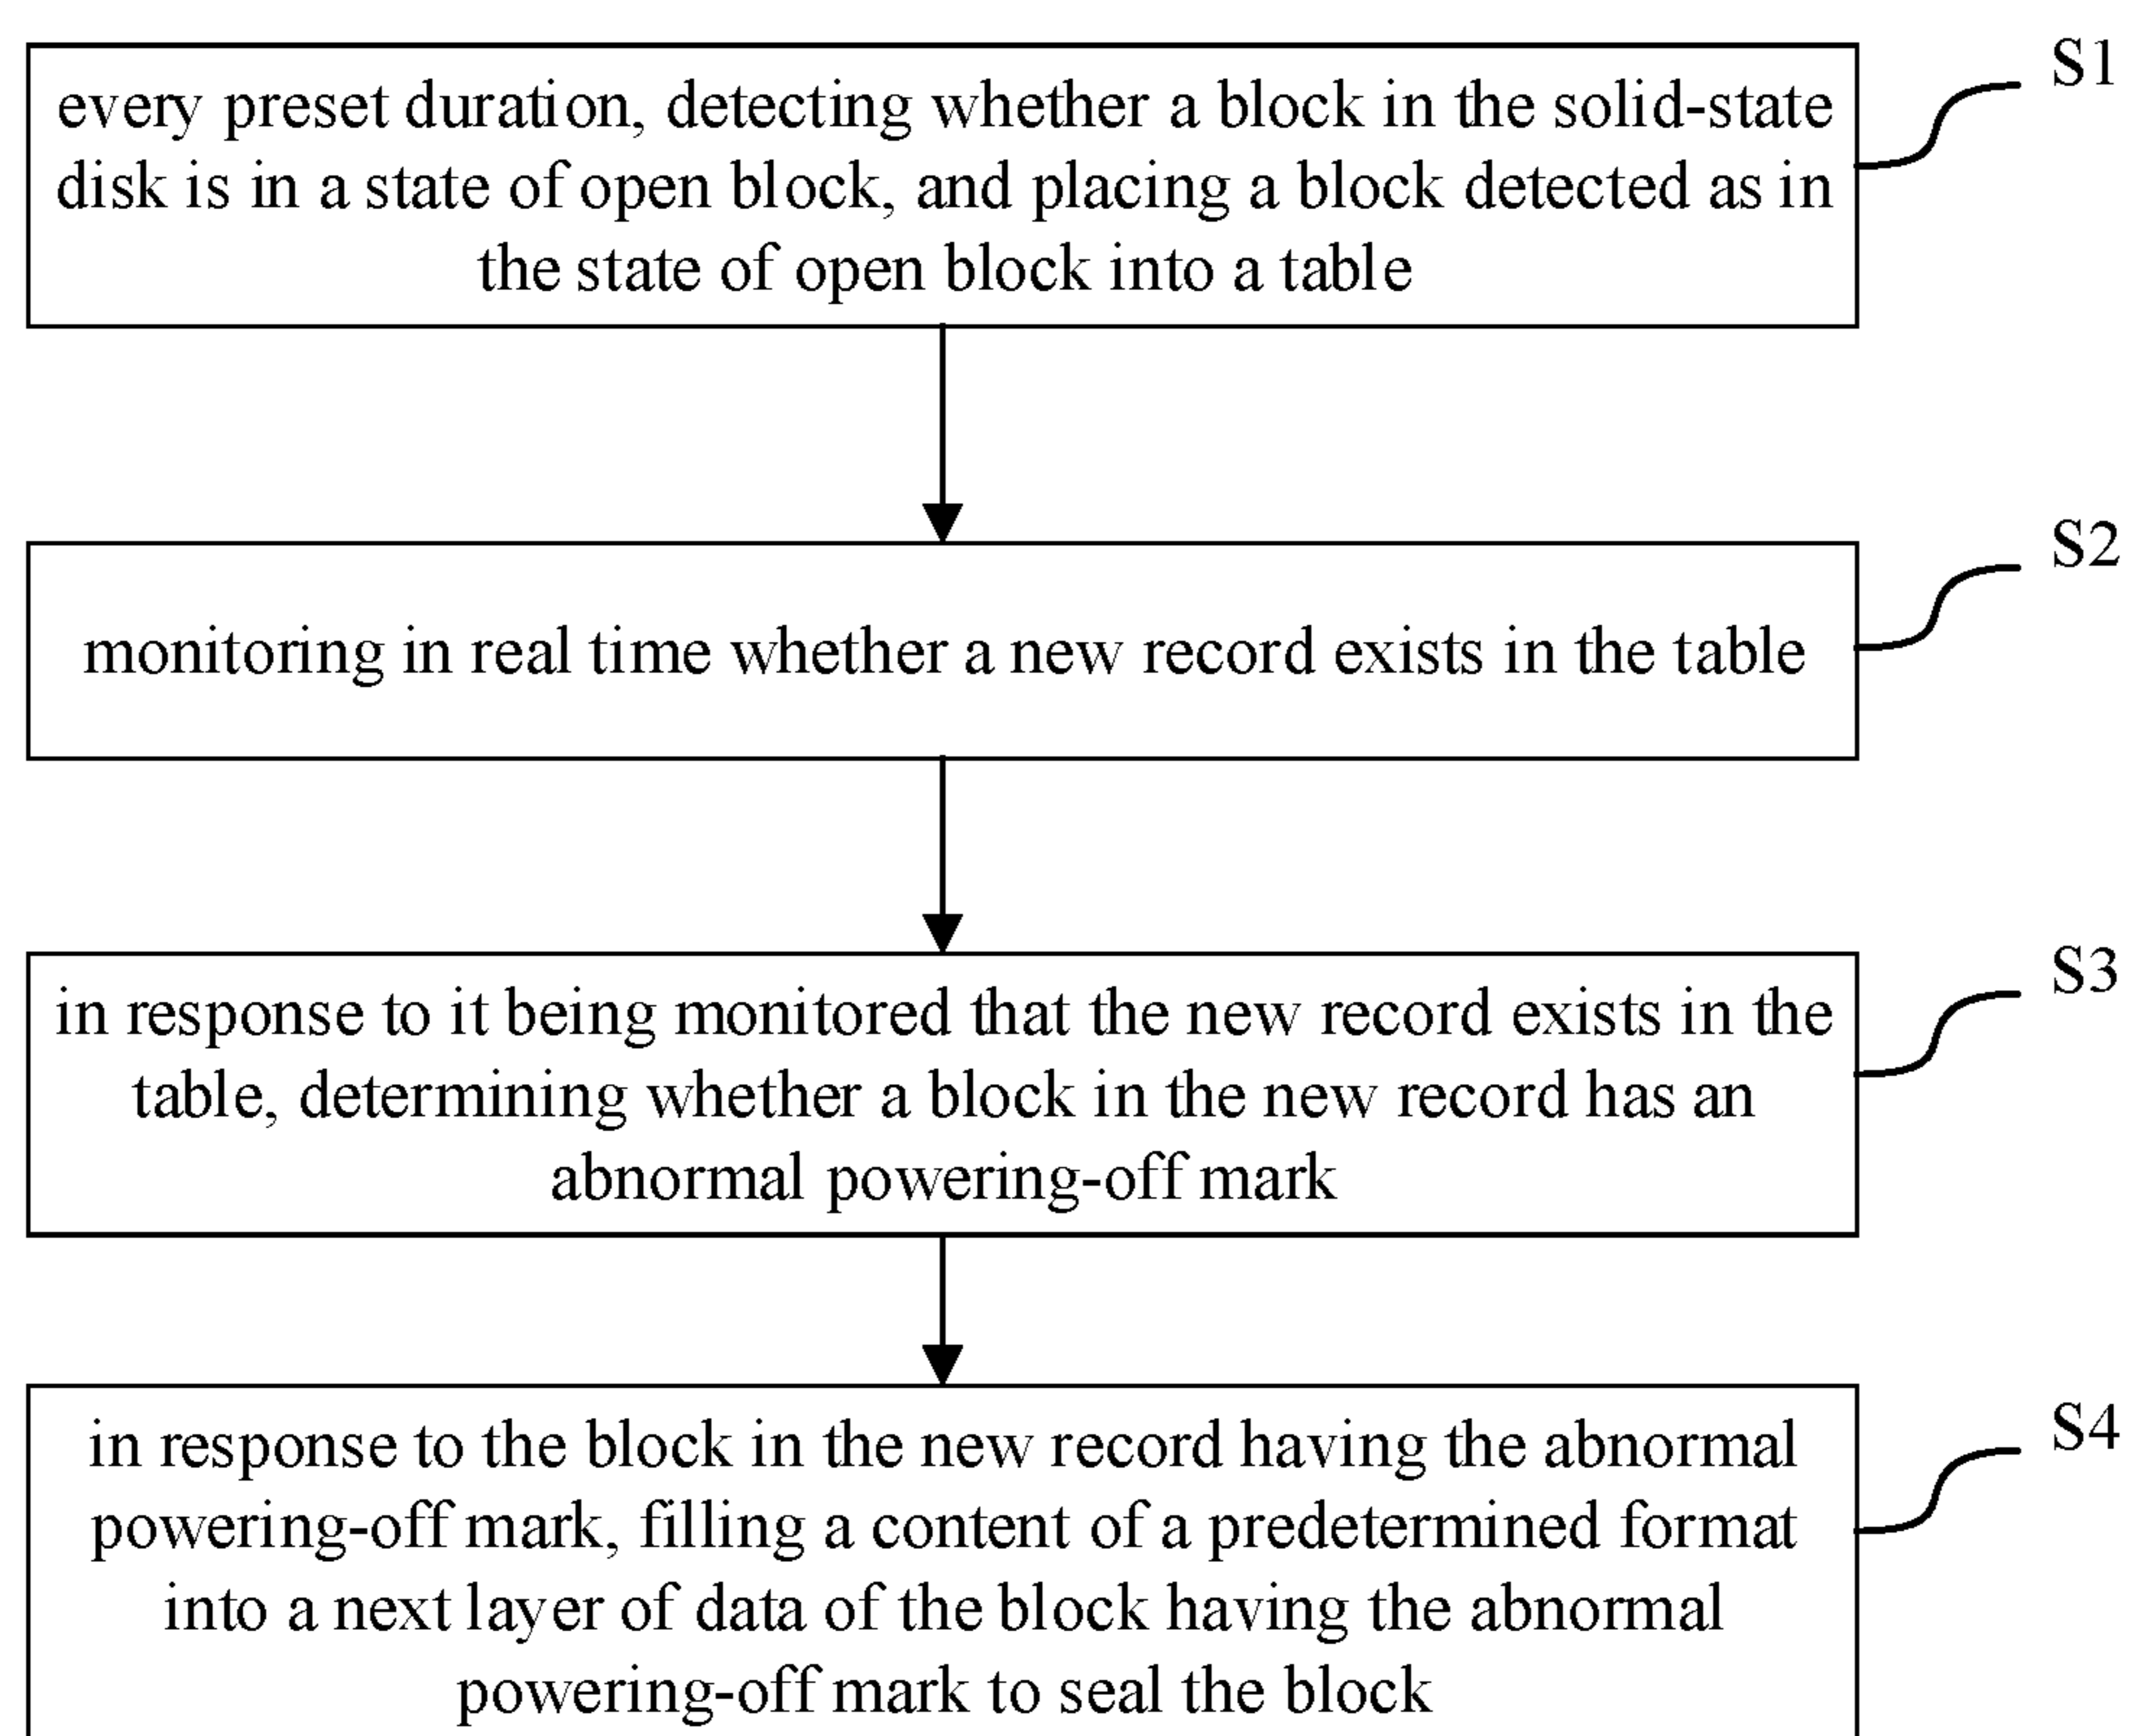 S1
every preset duration, detecting whether a block in the solid-state
disk is in a state of open block, and placing a block detected as in
the state of open block into a table
S2
monitoring in real time whether a new record exists in the table
S3
in response to it being monitored that the new record exists in the
table, determining whether a block in the new record has an
abnormal powering-off mark
S4
in response to the block in the new record having the abnormal
powering-off mark, filling a content of a predetermined format
into a next layer of data of the block having the abnormal
powering-off mark to seal the block